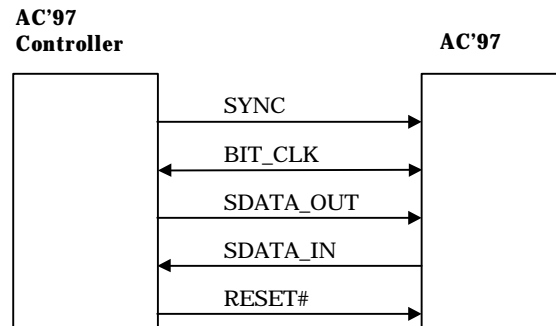 AC'97
Controller
AC'97
SYNC
BIT_CLK
SDATA_OUT
SDATA_IN
RESET#